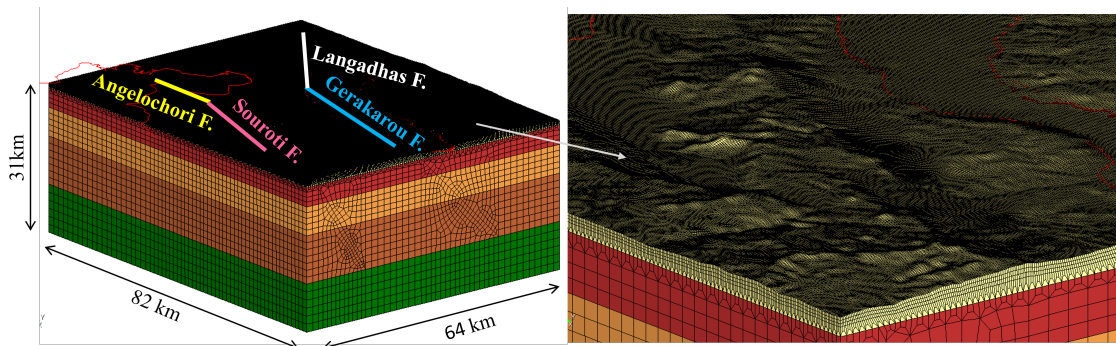 Langadhas F.
Gerakarou F.
Angelochori F.
Souroti F.
31km
82 km
64 km